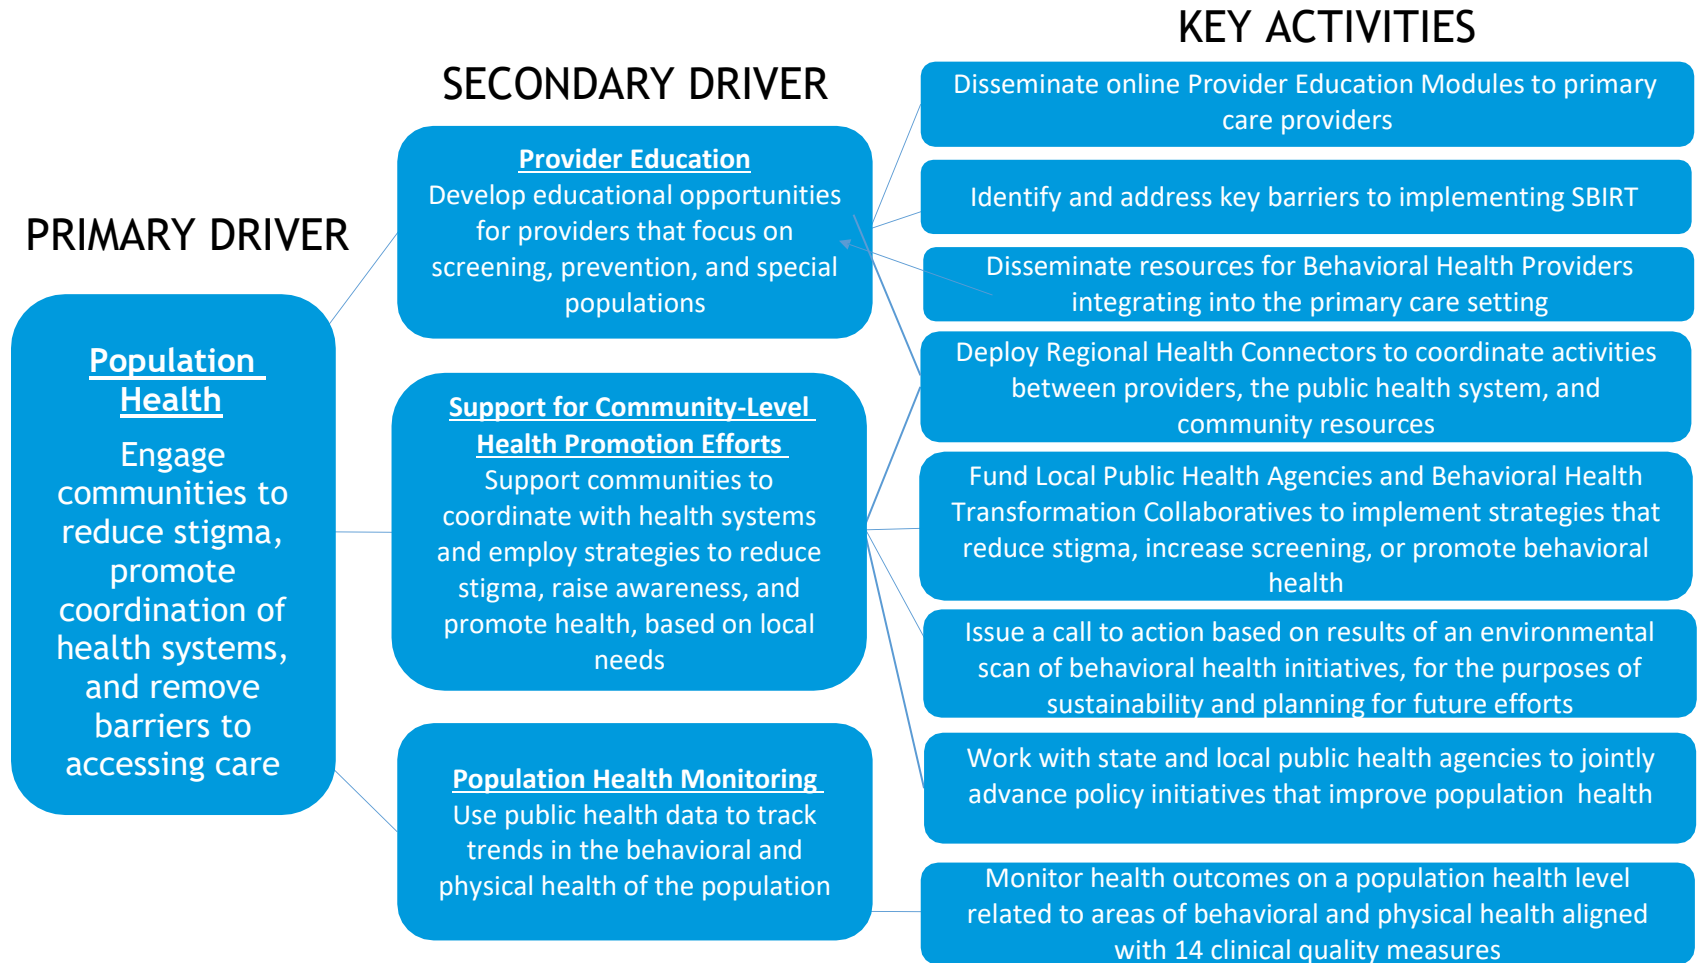 PRIMARY DRIVER
Population
Health
Engage
communities to
reduce stigma,
promote
coordination of
health systems,
and remove
barriers to
accessing care
SECONDARY DRIVER
Provider Education
Develop educational opportunities
for providers that focus on
screening, prevention, and special
populations
Support for Community-Level
Health Promotion Efforts
Support communities to
coordinate with health systems
and employ strategies to reduce
stigma, raise awareness, and
promote health, based on local
needs
Population Health Monitoring
Use public health data to track
trends in the behavioral and
physical health of the population
KEY ACTIVITIES
Disseminate online Provider Education Modules to primary
care providers
Identify and address key barriers to implementing SBIRT
Disseminate resources for Behavioral Health Providers
integrating into the primary care setting
Deploy Regional Health Connectors to coordinate activities
between providers, the public health system, and
community resources
Fund Local Public Health Agencies and Behavioral Health
Transformation Collaboratives to implement strategies that
reduce stigma, increase screening, or promote behavioral
health
Issue a call to action based on results of an environmental
scan of behavioral health initiatives, for the purposes of
sustainability and planning for future efforts
Work with state and local public health agencies to jointly
advance policy initiatives that improve population health
Monitor health outcomes on a population health level
related to areas of behavioral and physical health aligned
with 14 clinical quality measures